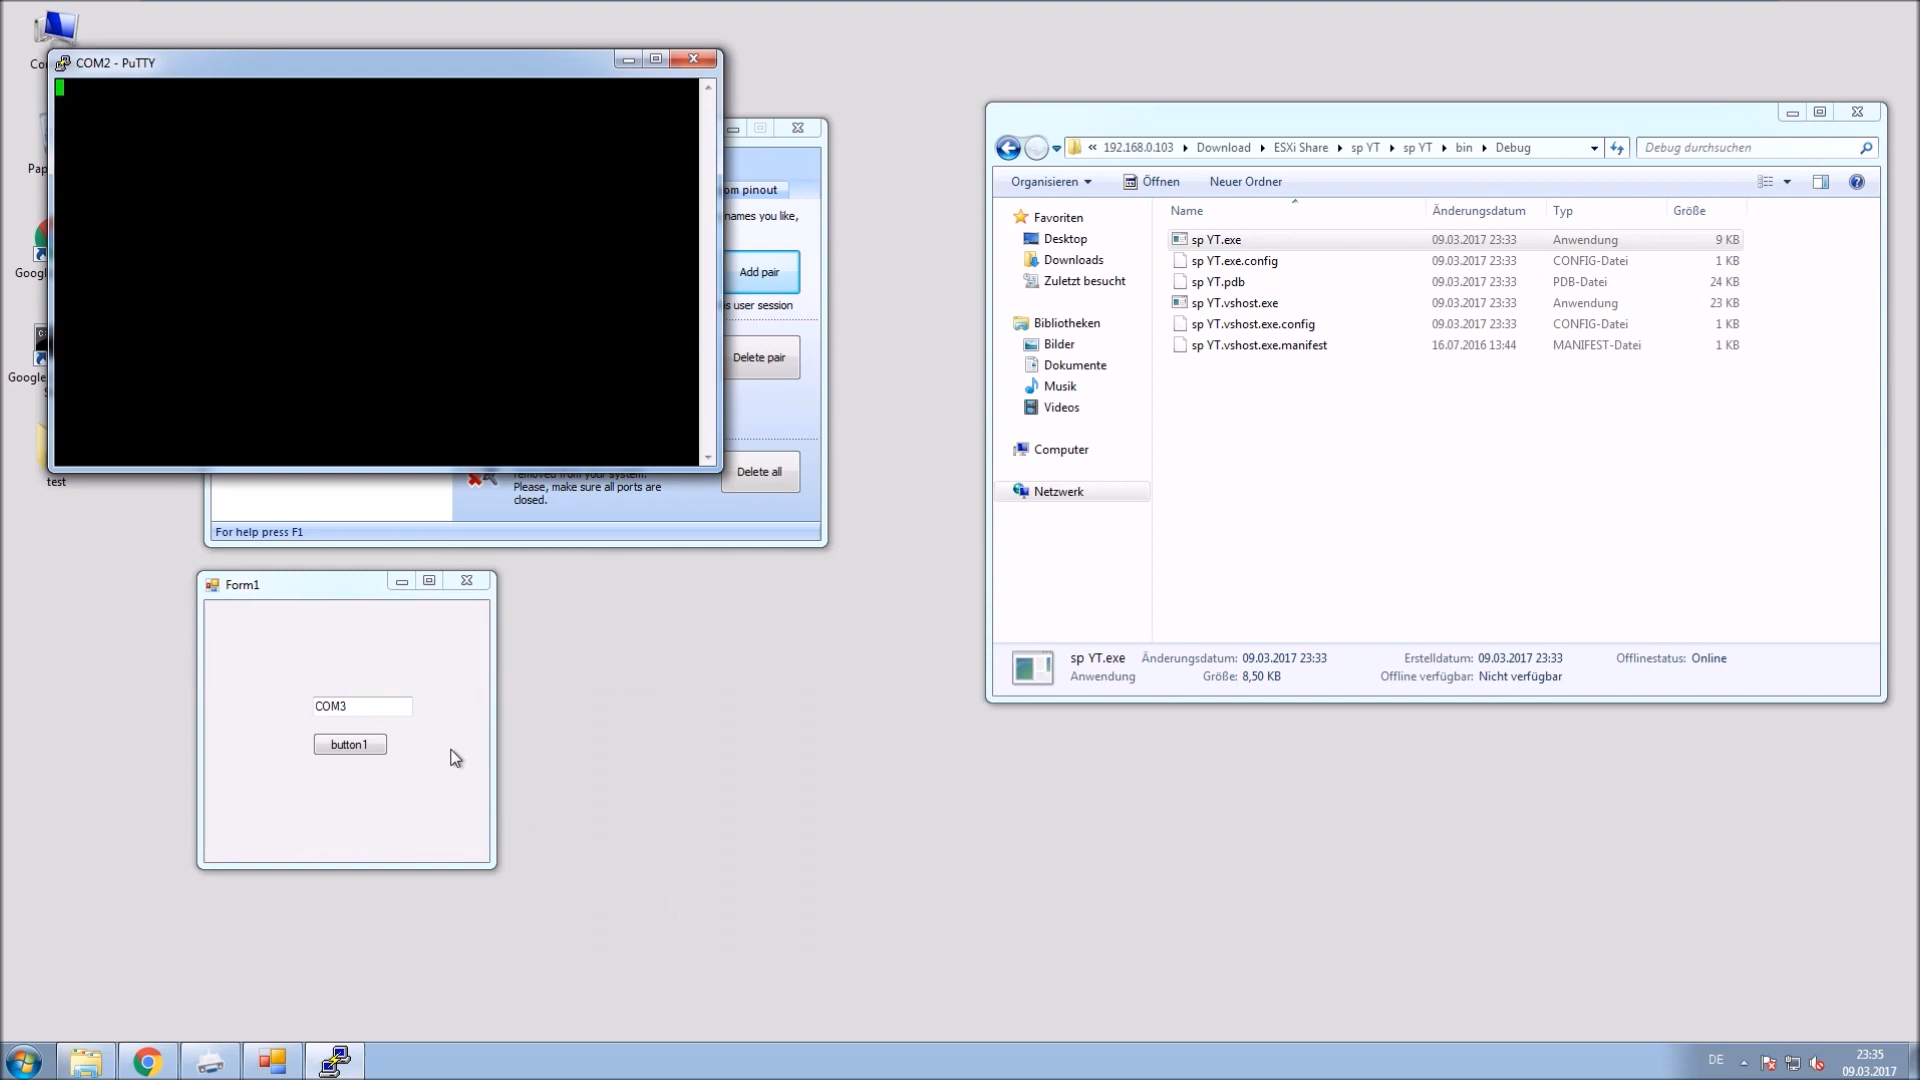 Co
COM2 - PuTTY
Pap
Googl
Google
test
om pinout
names you like,
Add pair
is user session
Delete pair
Delete all
removed from your system.
Please, make sure all ports are
closed.
For help press F1
Form1
COM3
button1
« 192.168.0.103 Download ESXi Share sp YT sp YT bin Debug
Debug durchsuchen
Organisieren Öffnen Neuer Ordner
Favoriten
Desktop
Downloads
Zuletzt besucht
Bibliotheken
Bilder
Dokumente
Musik
Videos
Computer
Netzwerk
Name Änderungsdatum Typ Größe
sp YT.exe 09.03.2017 23:33 Anwendung 9 KB
sp YT.exe.config 09.03.2017 23:33 CONFIG-Datei 1 KB
sp YT.pdb 09.03.2017 23:33 PDB-Datei 24 KB
sp YT.vshost.exe 09.03.2017 23:33 Anwendung 23 KB
sp YT.vshost.exe.config 09.03.2017 23:33 CONFIG-Datei 1 KB
sp YT.vshost.exe.manifest 16.07.2016 13:44 MANIFEST-Datei 1 KB
sp YT.exe Änderungsdatum: 09.03.2017 23:33 Erstelldatum: 09.03.2017 23:33 Offlinestatus: Online
Anwendung Größe: 8,50 KB Offline verfügbar: Nicht verfügbar
DE
23:35
09.03.2017